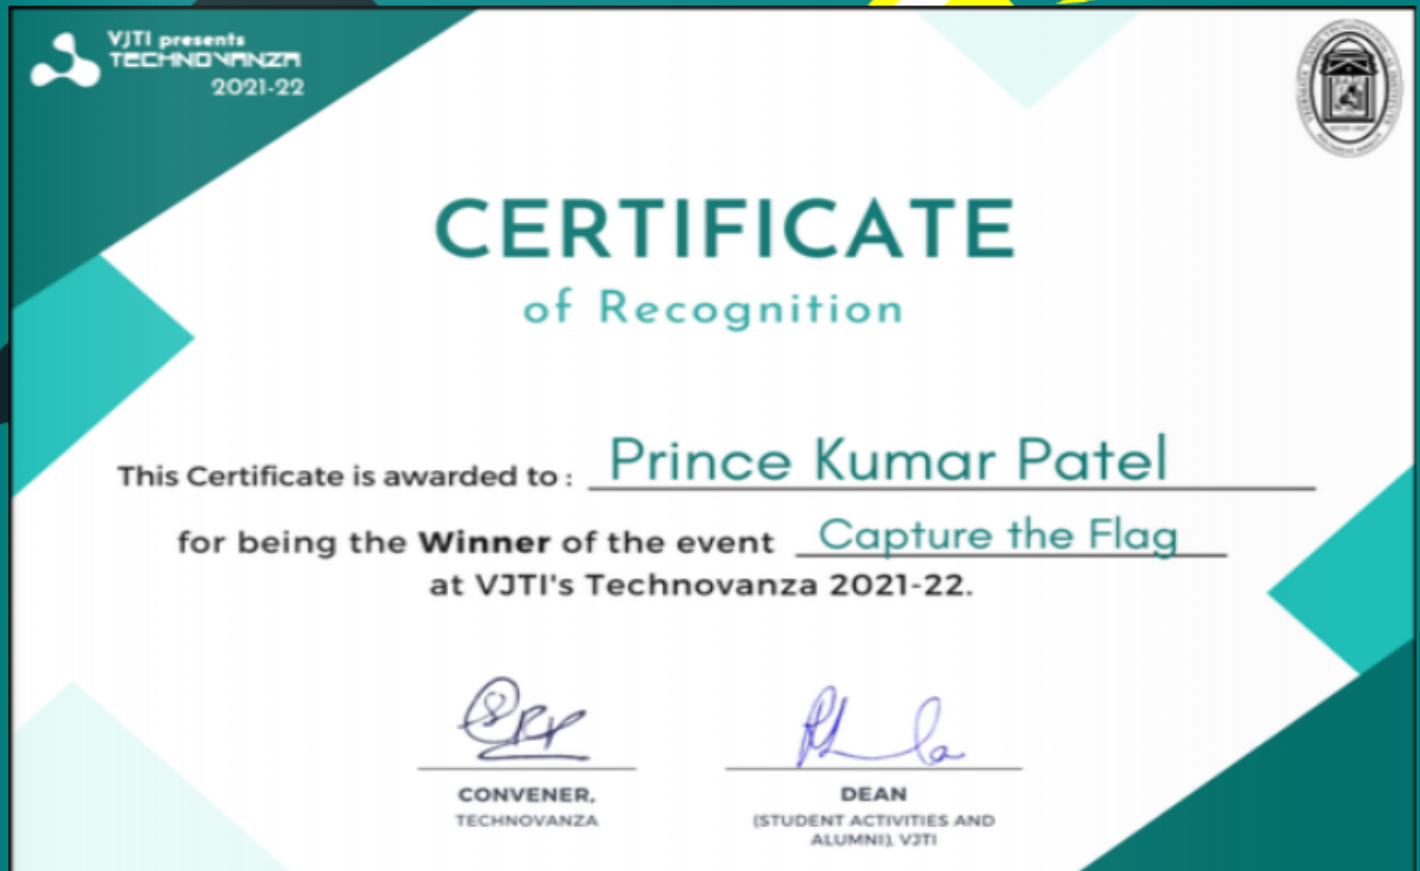 VJTI presents
TECHNOVANZA
2021-22
CERTIFICATE
of Recognition
This Certificate is awarded to : Prince Kumar Patel
for being the Winner of the event Capture the Flag
at VJTI's Technovanza 2021-22.
CONVENER,
TECHNOVANZA
DEAN
(STUDENT ACTIVITIES AND
ALUMNI), VJTI